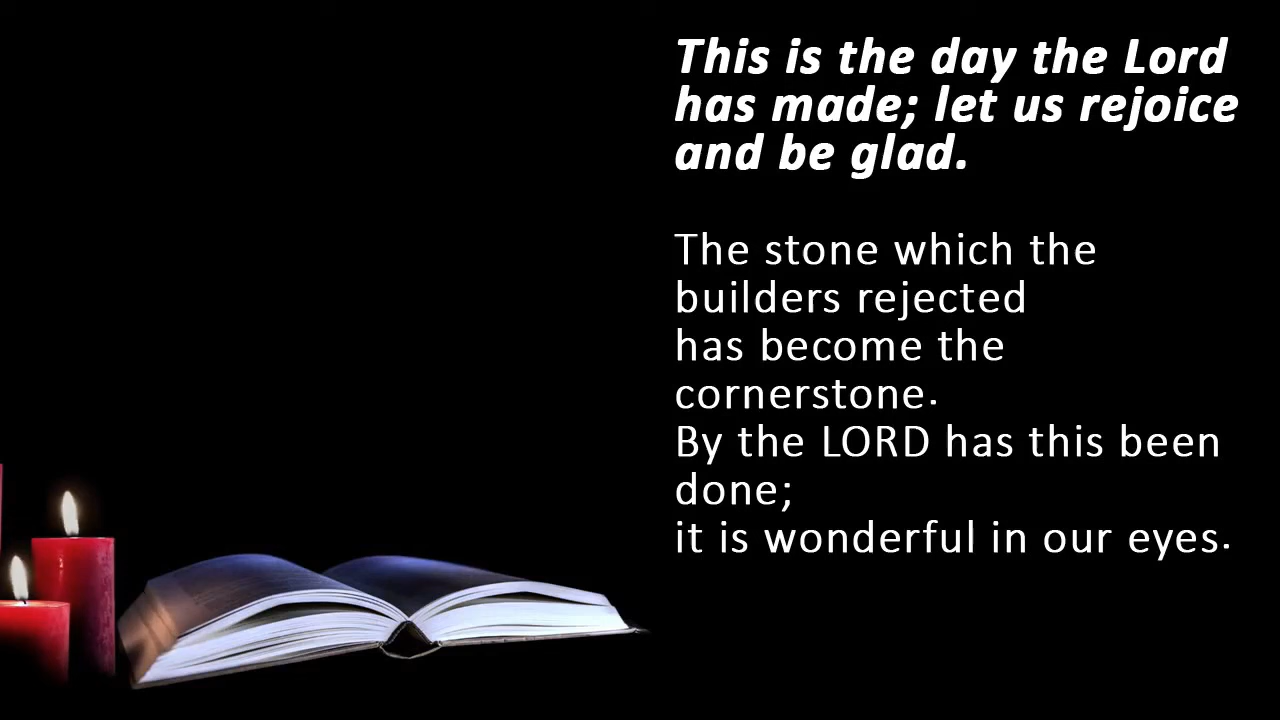 This is the day the Lord
has made; let us rejoice
and be glad.
The stone which the
builders rejected
has become the
cornerstone.
By the LORD has this been
done;
it is wonderful in our eyes.